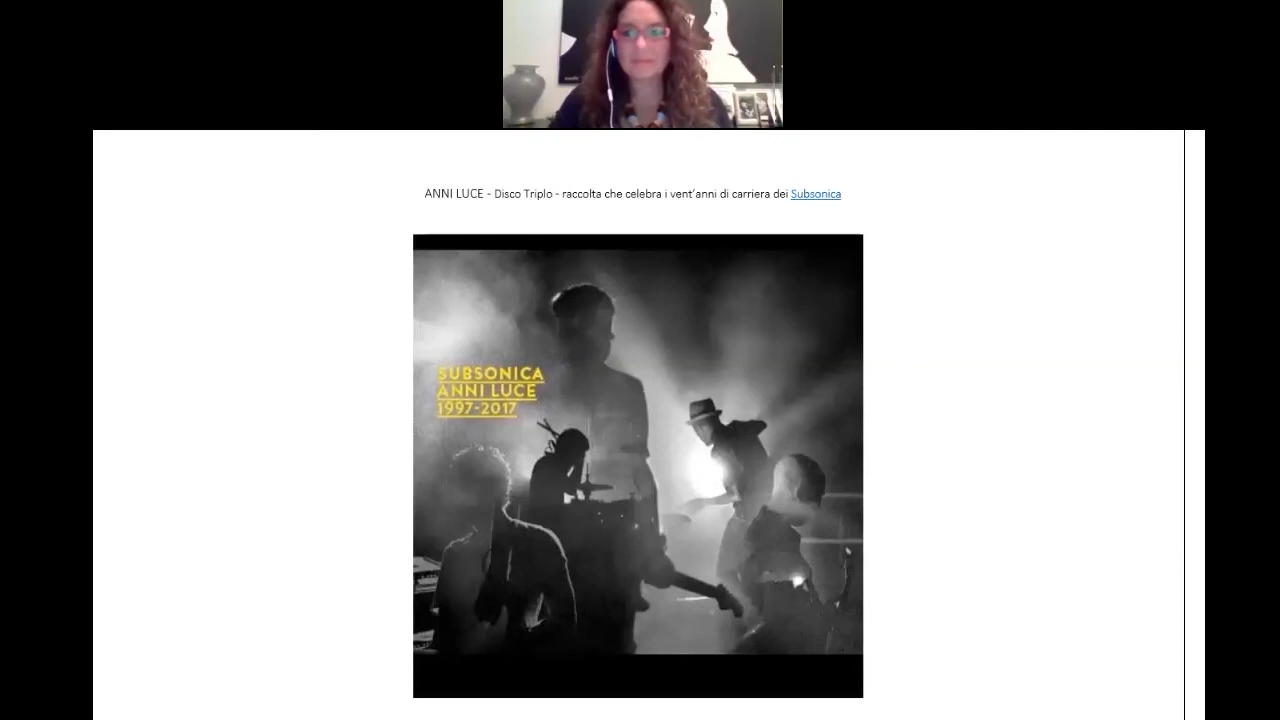 ANNI LUCE - Disco Triplo - raccolta che celebra i vent'anni di carriera dei Subsonica
SUBSONICA
ANNI LUCE
1997-2017